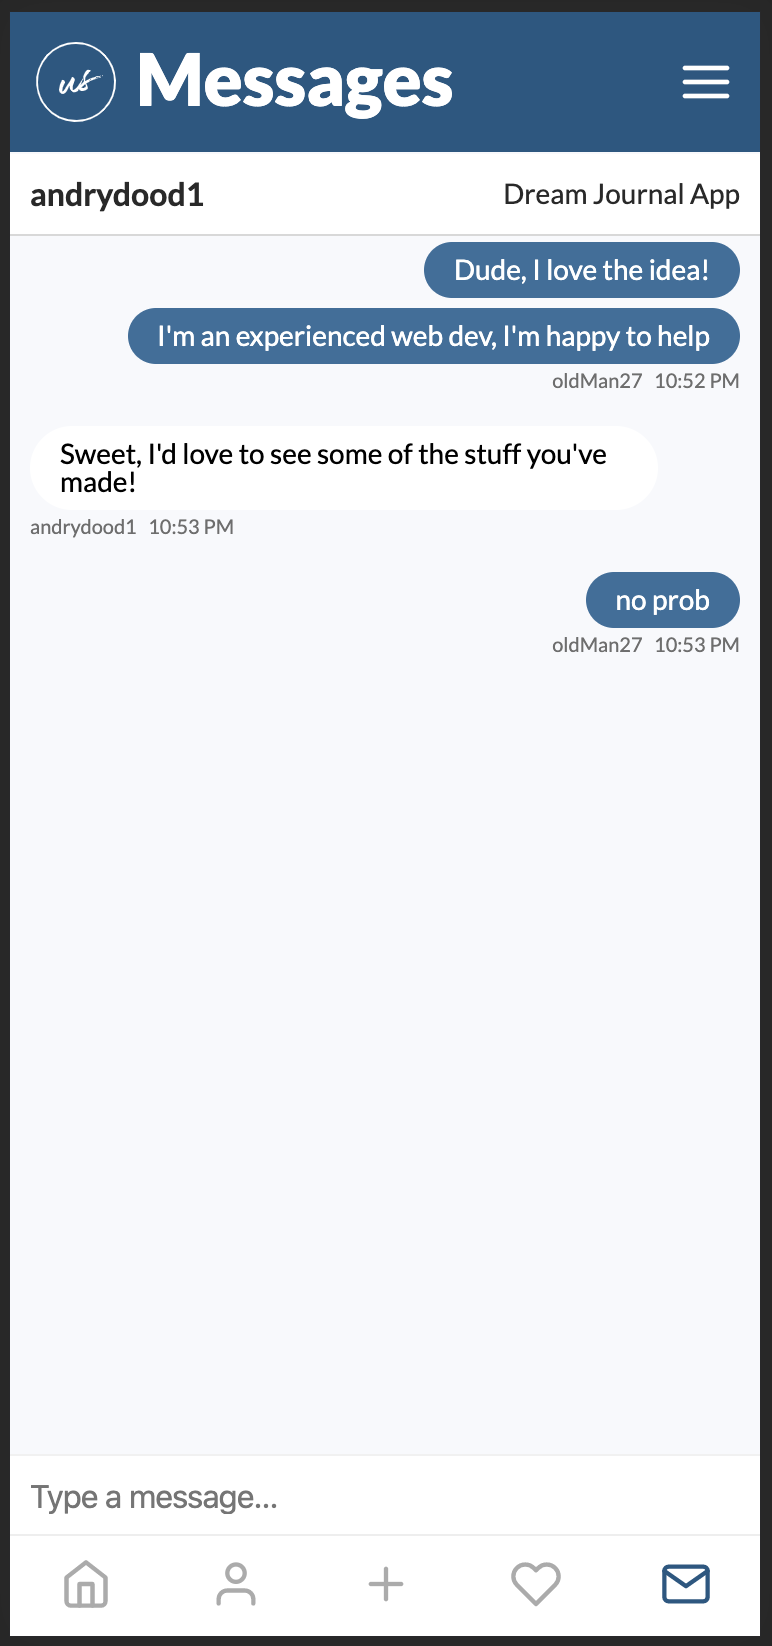 us Messages
andrydood1 Dream Journal App
Dude, I love the idea!
I'm an experienced web dev, I'm happy to help
oldMan27 10:52 PM
Sweet, I'd love to see some of the stuff you've
made!
andrydood1 10:53 PM
no prob
oldMan27 10:53 PM
Type a message...